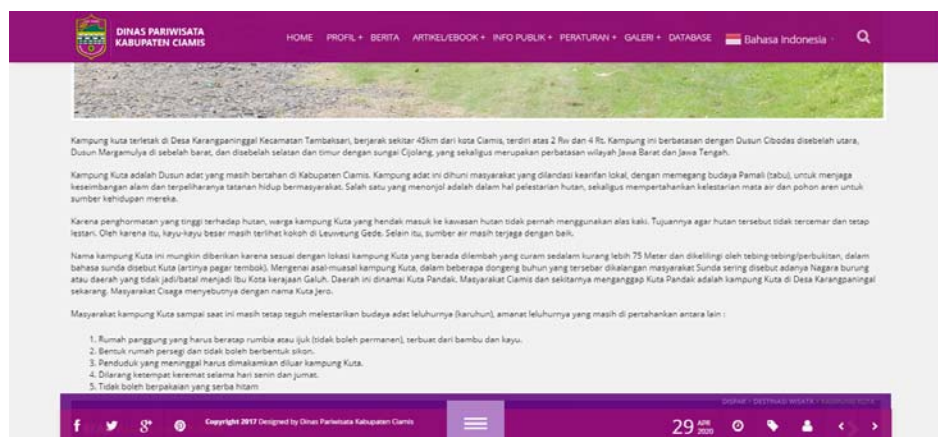 DINAS PARIWISATA
KABUPATEN CIAMIS
HOME PROFIL + BERITA ARTIKEL/EBOOK + INFO PUBLIK + PERATURAN + GALERI + DATABASE Bahasa Indonesia
Kampung kuta terletak di Desa Karangpaninggal Kecamatan Tambaksari, berjarak sekitar 45km dari kota Ciamis, terdiri atas 2 Rw dan 4 Rt. Kampung ini berbatasan dengan Dusun Cibodas disebelah utara,
Dusun Margamulya di sebelah barat, dan disebelah selatan dan timur dengan sungai Cijolang, yang sekaligus merupakan perbatasan wilayah Jawa Barat dan Jawa Tengah.
Kampung Kuta adalah Dusun adat yang masih bertahan di Kabupaten Ciamis. Kampung adat ini dihuni masyarakat yang dilandasi kearifan lokal, dengan memegang budaya Pamali (tabu), untuk menjaga
keseimbangan alam dan terpeliharanya tatanan hidup bermasyarakat. Salah satu yang menonjol adalah dalam hal pelestarian hutan, sekaligus mempertahankan kelestarian mata air dan pohon aren untuk
sumber kehidupan mereka.
Karena penghormatan yang tinggi terhadap hutan, warga kampung Kuta yang hendak masuk ke kawasan hutan tidak pernah menggunakan alas kaki. Tujuannya agar hutan tersebut tidak tercemar dan tetap
lestari. Oleh karena itu, kayu-kayu besar masih terlihat kokoh di Leuweung Gede. Selain itu, sumber air masih terjaga dengan baik.
Nama kampung Kuta ini mungkin diberikan karena sesuai dengan lokasi kampung Kuta yang berada dilembah yang curam sedalam kurang lebih 75 Meter dan dikelilingi oleh tebing-tebing/perbukitan, dalam
bahasa sunda disebut Kuta (artinya pagar tembok). Mengenai asal-muasal kampung Kuta, dalam beberapa dongeng buhun yang tersebar dikalangan masyarakat Sunda sering disebut adanya Nagara burung
atau daerah yang tidak jadi/batal menjadi Ibu Kota kerajaan Galuh. Daerah ini dinamai Kuta Pandak. Masyarakat Ciamis dan sekitarnya menganggap Kuta Pandak adalah kampung Kuta di Desa Karangpaningal
sekarang. Masyarakat Cisaga menyebutnya dengan nama Kuta Jero.
Masyarakat kampung Kuta sampai saat ini masih tetap teguh melestarikan budaya adat leluhurnya (karuhun), amanat leluhurnya yang masih di pertahankan antara lain :
1. Rumah panggung yang harus beratap rumbia atau ijuk (tidak boleh permanen), terbuat dari bambu dan kayu.
2. Bentuk rumah persegi dan tidak boleh berbentuk sikon.
3. Penduduk yang meninggal harus dimakamkan diluar kampung Kuta.
4. Dilarang ketempat keremat selama hari senin dan jumat.
5. Tidak boleh berpakaian yang serba hitam
DISPAR > DESTINASI WISATA > KAMPUNG KUTA
Copyright 2017 Designed by Dinas Pariwisata Kabupaten Ciamis
29 APR 2020